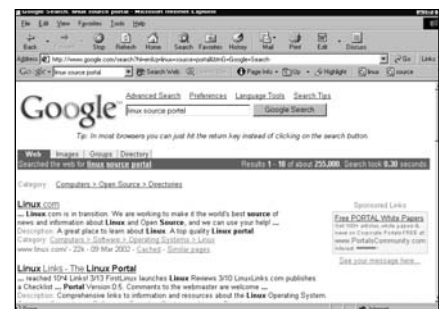 Google Search: linux source portal - Microsoft Internet Explorer
File Edit View Favorites Tools Help
Back Stop Refresh Home Search Favorites History Mail Print Edit Discuss
Address http://www.google.com/search? Go Links
Google linux source portal Search Web Page Info Up Highlight linux source
Advanced Search Preferences Language Tools Search Tips
Google linux source portal Google Search
Tip: In most browsers you can just hit the return key instead of clicking on the search button.
Web Images Groups Directory
Searched the web for linux source portal Results 1 - 10 of about 255,000. Search took 0.30 seconds.
Category: Computers > Open Source > Directories
Linux.com
... Linux.com is in transition. We are working to make it the world's best source of
news and information about Linux and Open Source, and we can use your help! ...
Description: A great place to learn about Linux. A top quality Linux portal
Category: Computers > Software > Operating Systems > Linux
www.linux.com/ - 22k - 09 Mar 2002 - Cached - Similar pages
Linux Links - The Linux Portal
... reached 10^4 Links! 3/13 FirstLinux launches Linux Reviews 3/10 LinuxLinks.com publishes
a Checklist ... Portal Version 0.5. Comments to the webmaster are welcome ...
Description: Comprehensive links to information and resources about the Linux Operating System.
Sponsored Links
Free PORTAL White Papers
www.PortalsCommunity.com
Interest:
See your message here...